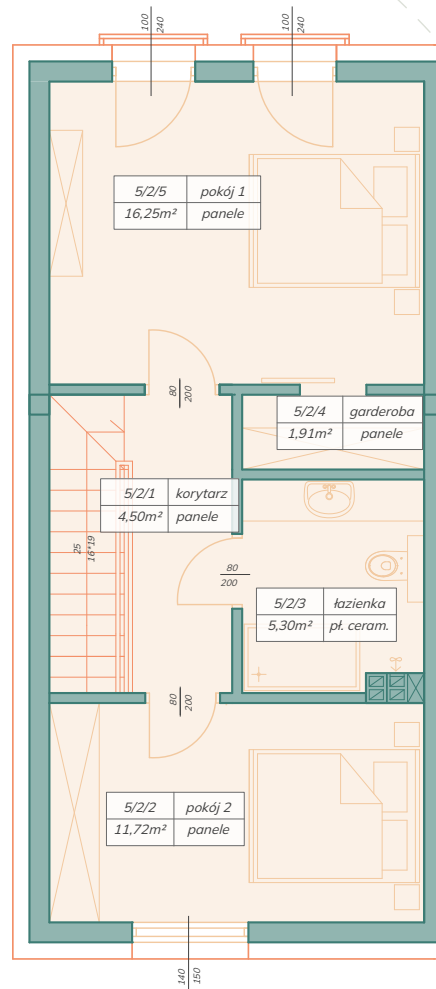 100
240
100
240
5/2/5 pokój 1
16,25m² panele
80
200
5/2/4 garderoba
1,91m² panele
5/2/1 korytarz
4,50m² panele
25
16*19
80
200
5/2/3 łazienka
5,30m² pł. ceram.
80
200
5/2/2 pokój 2
11,72m² panele
140
150